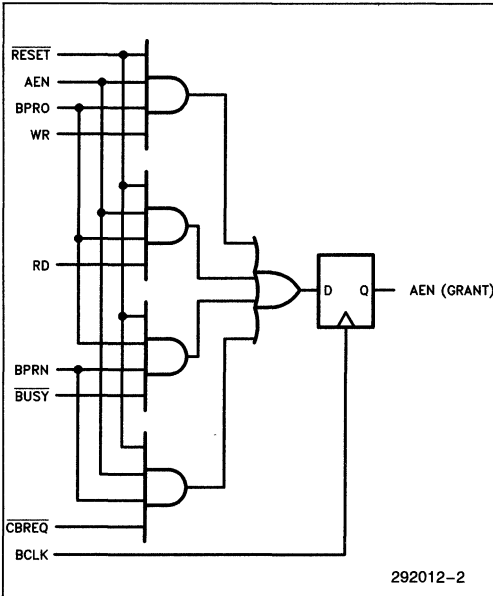 RESET
AEN
BPRO
WR
RD
D Q AEN (GRANT)
BPRN
BUSY
CBREQ
BCLK
292012-2